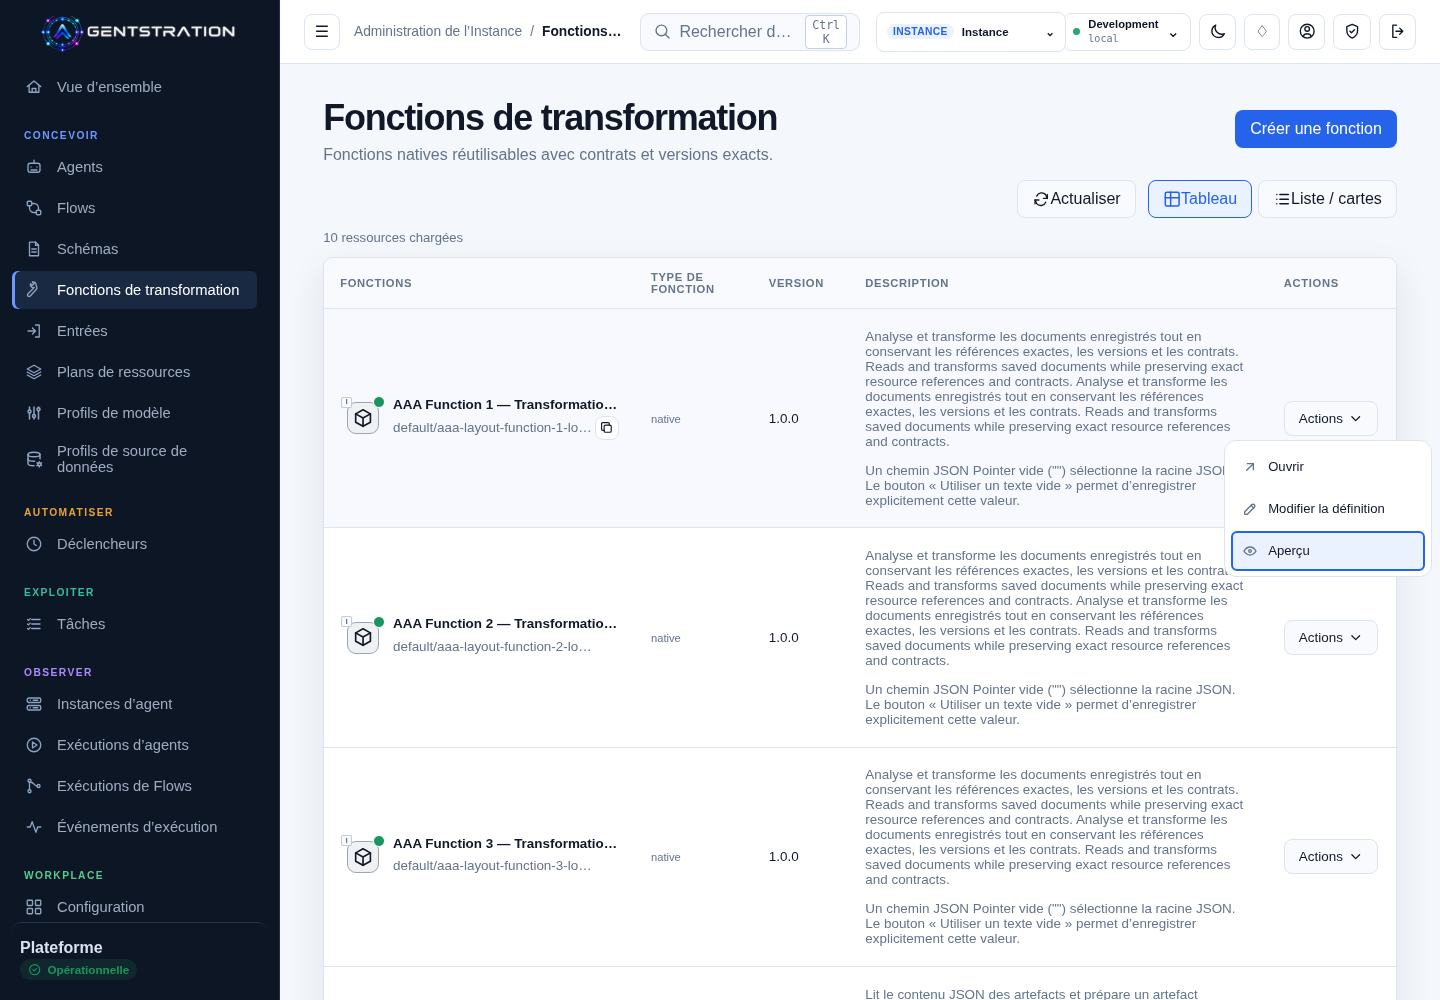 GENTSTRATION
Vue d’ensemble
CONCEVOIR
Agents
Flows
Schémas
Fonctions de transformation
Entrées
Plans de ressources
Profils de modèle
Profils de source de
données
AUTOMATISER
Déclencheurs
EXPLOITER
Tâches
OBSERVER
Instances d’agent
Exécutions d’agents
Exécutions de Flows
Événements d’exécution
WORKPLACE
Configuration
Plateforme
Opérationnelle
Administration de l’Instance / Fonctions…
Rechercher d…
Ctrl
K
INSTANCE Instance
Development
local
Fonctions de transformation
Fonctions natives réutilisables avec contrats et versions exacts.
Créer une fonction
Actualiser
Tableau
Liste / cartes
10 ressources chargées
FONCTIONS
TYPE DE
FONCTION
VERSION
DESCRIPTION
ACTIONS
I
AAA Function 1 — Transformatio…
default/aaa-layout-function-1-lo…
native
1.0.0
Analyse et transforme les documents enregistrés tout en
conservant les références exactes, les versions et les contrats.
Reads and transforms saved documents while preserving exact
resource references and contracts. Analyse et transforme les
documents enregistrés tout en conservant les références
exactes, les versions et les contrats. Reads and transforms
saved documents while preserving exact resource references
and contracts.
Un chemin JSON Pointer vide ("") sélectionne la racine JSON
Le bouton « Utiliser un texte vide » permet d’enregistrer
explicitement cette valeur.
Actions
Ouvrir
Modifier la définition
Aperçu
I
AAA Function 2 — Transformatio…
default/aaa-layout-function-2-lo…
native
1.0.0
Analyse et transforme les documents enregistrés tout en
conservant les références exactes, les versions et les contrats.
Reads and transforms saved documents while preserving exact
resource references and contracts. Analyse et transforme les
documents enregistrés tout en conservant les références
exactes, les versions et les contrats. Reads and transforms
saved documents while preserving exact resource references
and contracts.
Un chemin JSON Pointer vide ("") sélectionne la racine JSON.
Le bouton « Utiliser un texte vide » permet d’enregistrer
explicitement cette valeur.
Actions
I
AAA Function 3 — Transformatio…
default/aaa-layout-function-3-lo…
native
1.0.0
Analyse et transforme les documents enregistrés tout en
conservant les références exactes, les versions et les contrats.
Reads and transforms saved documents while preserving exact
resource references and contracts. Analyse et transforme les
documents enregistrés tout en conservant les références
exactes, les versions et les contrats. Reads and transforms
saved documents while preserving exact resource references
and contracts.
Un chemin JSON Pointer vide ("") sélectionne la racine JSON.
Le bouton « Utiliser un texte vide » permet d’enregistrer
explicitement cette valeur.
Actions
Lit le contenu JSON des artefacts et prépare un artefact